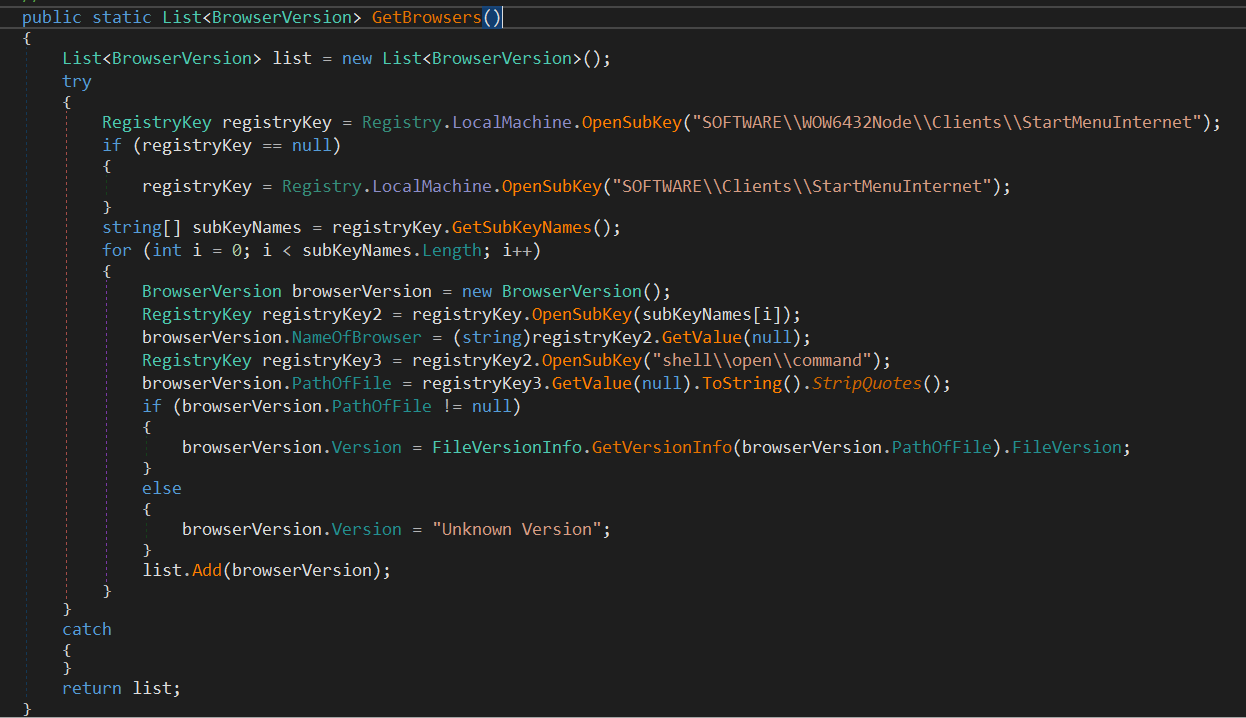 public static List<BrowserVersion> GetBrowsers()
{
    List<BrowserVersion> list = new List<BrowserVersion>();
    try
    {
        RegistryKey registryKey = Registry.LocalMachine.OpenSubKey("SOFTWARE\\WOW6432Node\\Clients\\StartMenuInternet");
        if (registryKey == null)
        {
            registryKey = Registry.LocalMachine.OpenSubKey("SOFTWARE\\Clients\\StartMenuInternet");
        }
        string[] subKeyNames = registryKey.GetSubKeyNames();
        for (int i = 0; i < subKeyNames.Length; i++)
        {
            BrowserVersion browserVersion = new BrowserVersion();
            RegistryKey registryKey2 = registryKey.OpenSubKey(subKeyNames[i]);
            browserVersion.NameOfBrowser = (string)registryKey2.GetValue(null);
            RegistryKey registryKey3 = registryKey2.OpenSubKey("shell\\open\\command");
            browserVersion.PathOfFile = registryKey3.GetValue(null).ToString().StripQuotes();
            if (browserVersion.PathOfFile != null)
            {
                browserVersion.Version = FileVersionInfo.GetVersionInfo(browserVersion.PathOfFile).FileVersion;
            }
            else
            {
                browserVersion.Version = "Unknown Version";
            }
            list.Add(browserVersion);
        }
    }
    catch
    {
    }
    return list;
}